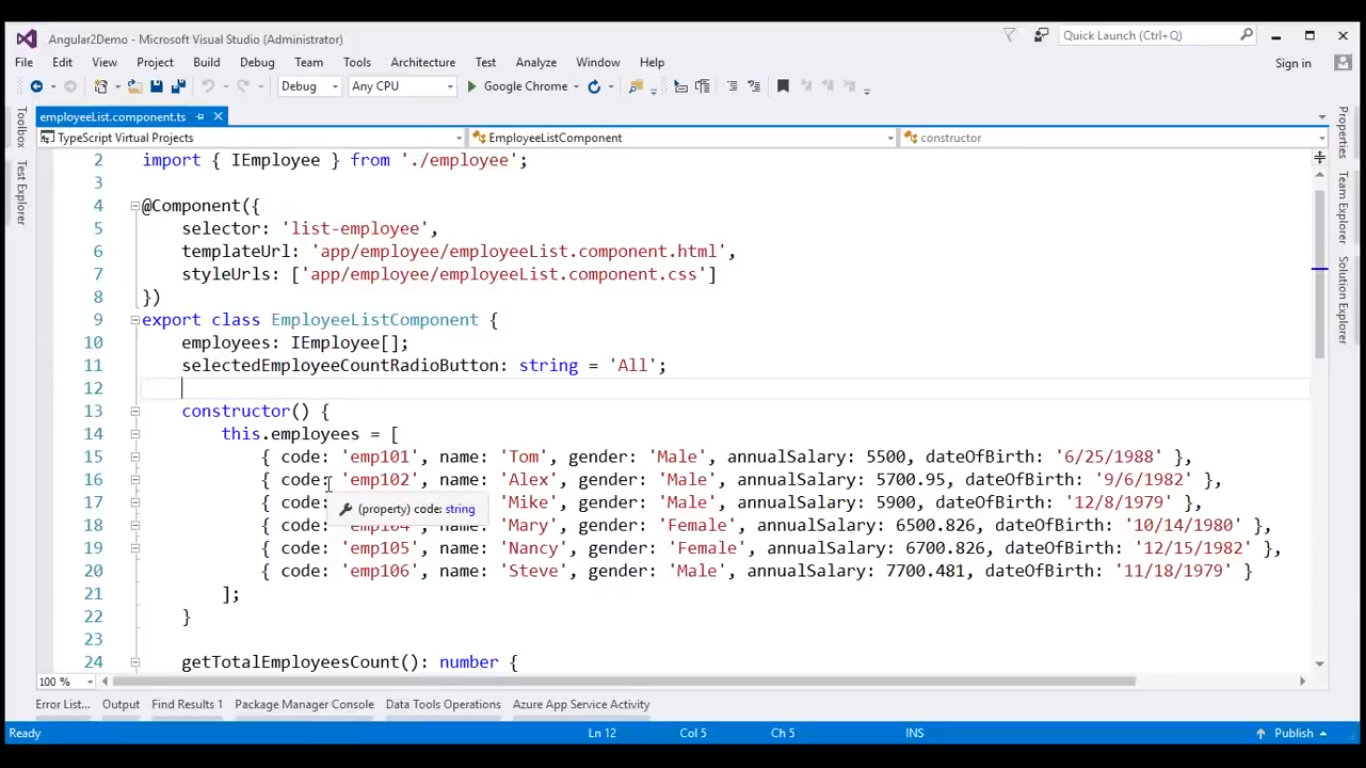 Angular2Demo - Microsoft Visual Studio (Administrator)
Quick Launch (Ctrl+Q)
File Edit View Project Build Debug Team Tools Architecture Test Analyze Window Help
Sign in
Debug Any CPU Google Chrome
Toolbox
Test Explorer
employeeList.component.ts
TypeScript Virtual Projects EmployeeListComponent constructor
2 import { IEmployee } from './employee';
3
4 @Component({
5 selector: 'list-employee',
6 templateUrl: 'app/employee/employeeList.component.html',
7 styleUrls: ['app/employee/employeeList.component.css']
8 })
9 export class EmployeeListComponent {
10 employees: IEmployee[];
11 selectedEmployeeCountRadioButton: string = 'All';
12
13 constructor() {
14 this.employees = [
15 { code: 'emp101', name: 'Tom', gender: 'Male', annualSalary: 5500, dateOfBirth: '6/25/1988' },
16 { code: 'emp102', name: 'Alex', gender: 'Male', annualSalary: 5700.95, dateOfBirth: '9/6/1982' },
17 { code: 'Mike', gender: 'Male', annualSalary: 5900, dateOfBirth: '12/8/1979' },
(property) code: string
18 { code: 'emp104', name: 'Mary', gender: 'Female', annualSalary: 6500.826, dateOfBirth: '10/14/1980' },
19 { code: 'emp105', name: 'Nancy', gender: 'Female', annualSalary: 6700.826, dateOfBirth: '12/15/1982' },
20 { code: 'emp106', name: 'Steve', gender: 'Male', annualSalary: 7700.481, dateOfBirth: '11/18/1979' }
21 ];
22 }
23
24 getTotalEmployeesCount(): number {
Properties
Team Explorer
Solution Explorer
100 %
Error List... Output Find Results 1 Package Manager Console Data Tools Operations Azure App Service Activity
Ready Ln 12 Col 5 Ch 5 INS Publish